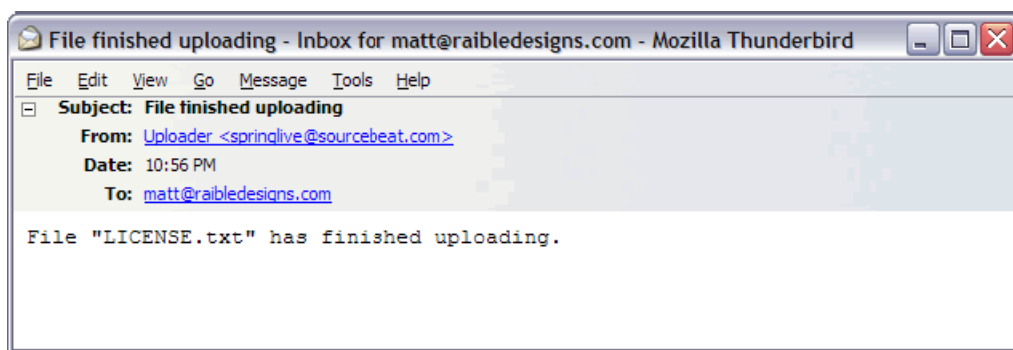 File finished uploading - Inbox for matt@raibledesigns.com - Mozilla Thunderbird
File Edit View Go Message Tools Help
Subject: File finished uploading
From: Uploader <springlive@sourcebeat.com>
Date: 10:56 PM
To: matt@raibledesigns.com
File "LICENSE.txt" has finished uploading.